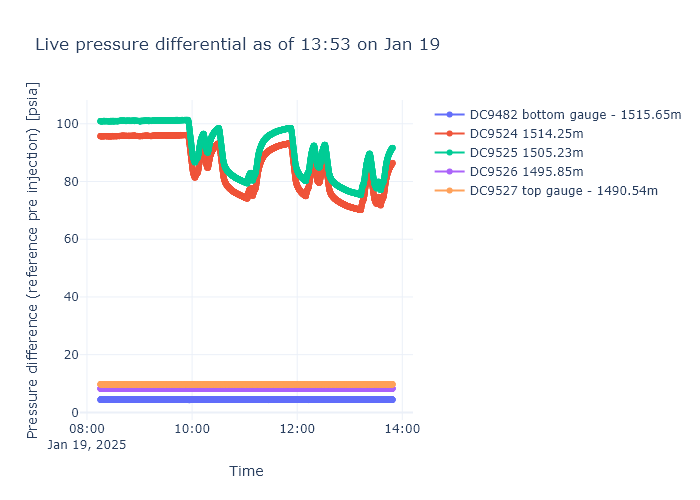 Live pressure differential as of 13:53 on Jan 19
Pressure difference (reference pre injection) [psia]
100
80
60
40
20
0
08:00
Jan 19, 2025
10:00
12:00
14:00
Time
DC9482 bottom gauge - 1515.65m
DC9524 1514.25m
DC9525 1505.23m
DC9526 1495.85m
DC9527 top gauge - 1490.54m